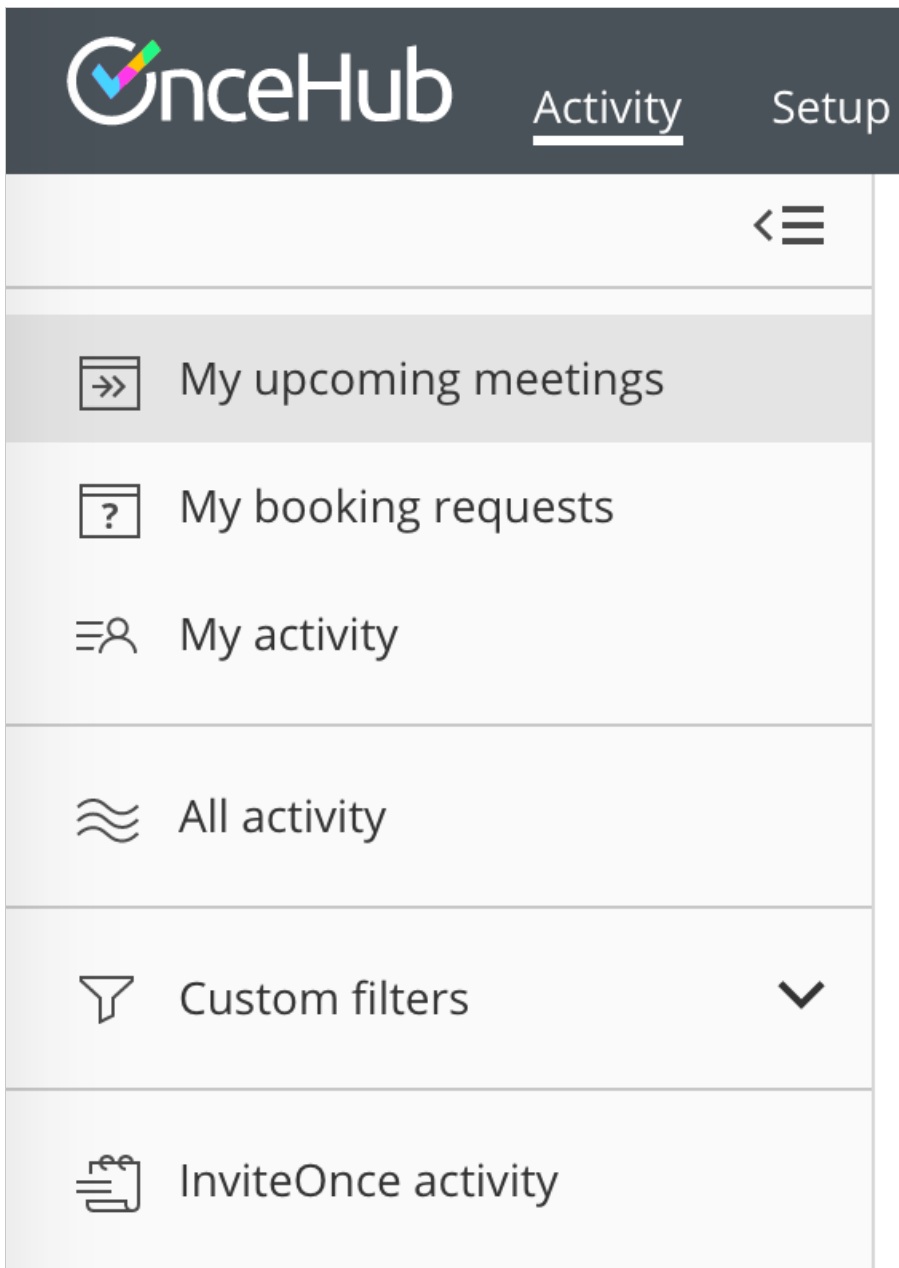 OnceHub
Activity Setup
My upcoming meetings
?
My booking requests
My activity
All activity
Custom filters
InviteOnce activity